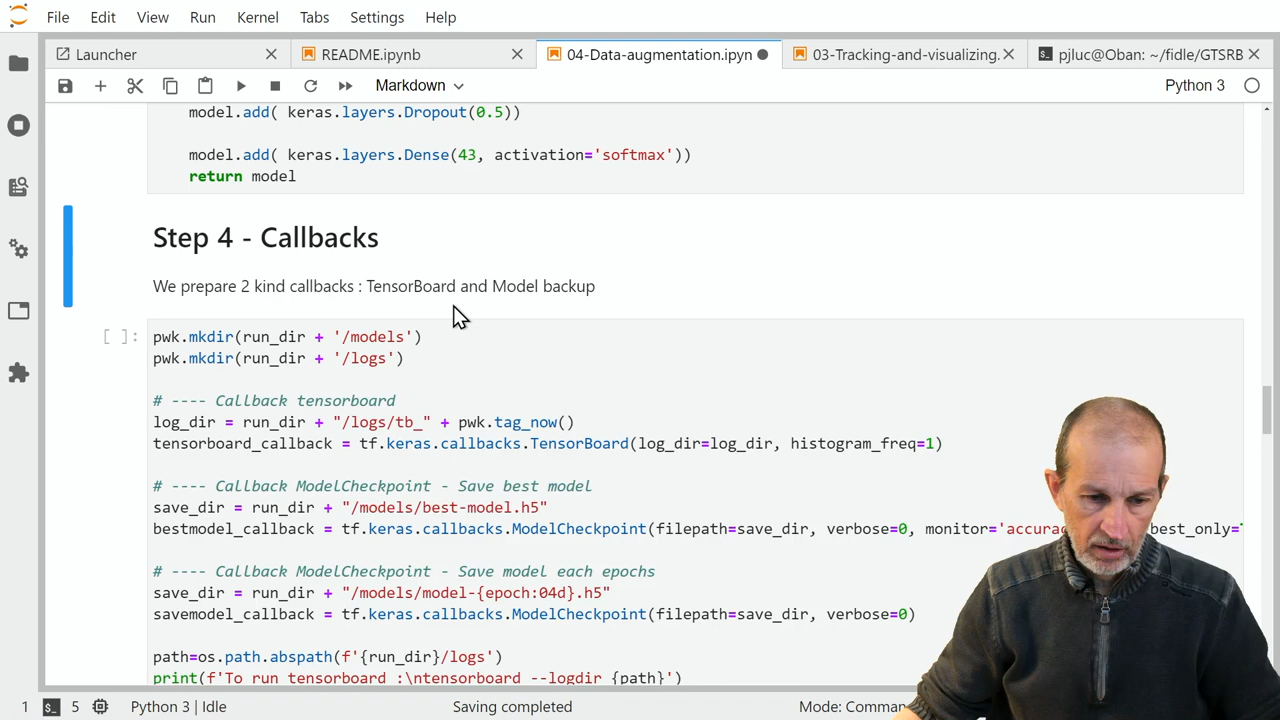 File Edit View Run Kernel Tabs Settings Help
Launcher README.ipynb 04-Data-augmentation.ipyn 03-Tracking-and-visualizing. pjluc@Oban: ~/fidle/GTSRB
Markdown Python 3
model.add( keras.layers.Dropout(0.5))
model.add( keras.layers.Dense(43, activation='softmax'))
return model
Step 4 - Callbacks
We prepare 2 kind callbacks : TensorBoard and Model backup
[ ]: pwk.mkdir(run_dir + '/models')
pwk.mkdir(run_dir + '/logs')
# ---- Callback tensorboard
log_dir = run_dir + "/logs/tb_" + pwk.tag_now()
tensorboard_callback = tf.keras.callbacks.TensorBoard(log_dir=log_dir, histogram_freq=1)
# ---- Callback ModelCheckpoint - Save best model
save_dir = run_dir + "/models/best-model.h5"
bestmodel_callback = tf.keras.callbacks.ModelCheckpoint(filepath=save_dir, verbose=0, monitor='accurac best_only=
# ---- Callback ModelCheckpoint - Save model each epochs
save_dir = run_dir + "/models/model-{epoch:04d}.h5"
savemodel_callback = tf.keras.callbacks.ModelCheckpoint(filepath=save_dir, verbose=0)
path=os.path.abspath(f'{run_dir}/logs')
print(f'To run tensorboard :\ntensorboard --logdir {path}')
1 5 Python 3 | Idle Saving completed Mode: Comman